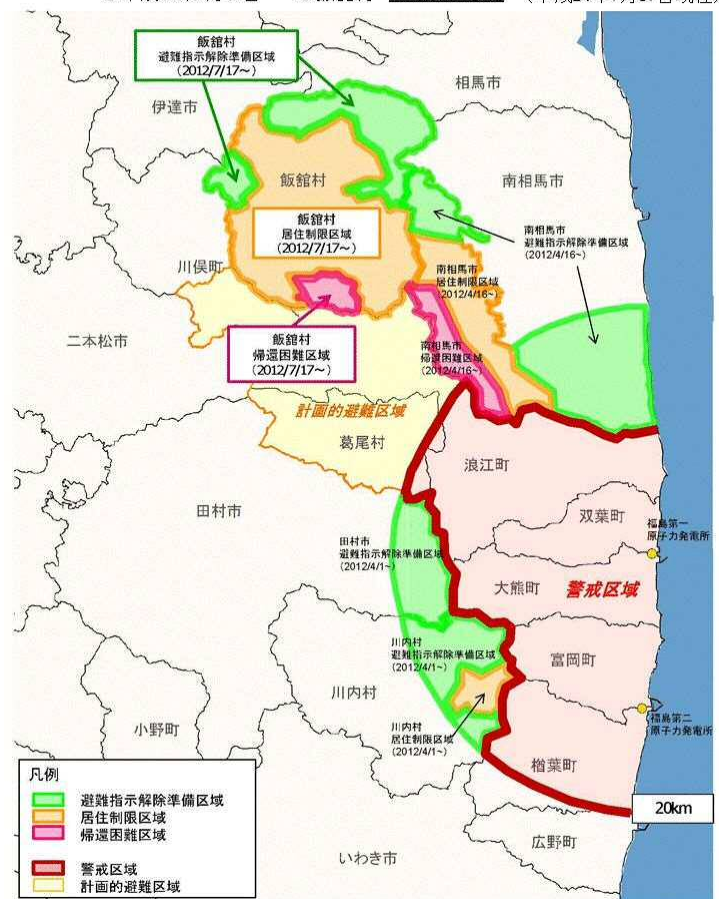 飯舘村
避難指示解除準備区域
(2012/7/17～)
相馬市
伊達市
飯舘村
南相馬市
飯舘村
居住制限区域
(2012/7/17～)
南相馬市
避難指示解除準備区域
(2012/4/16~)
川俣町
南相馬市
居住制限区域
(2012/4/16~)
二本松市
飯舘村
帰還困難区域
(2012/7/17～)
南相馬市
帰還困難区域
(2012/4/16~)
計画的避難区域
葛尾村
浪江町
田村市
双葉町
福島第一
原子力発電所
田村市
避難指示解除準備区域
(2012/4/1~)
大熊町
警戒区域
川内村
避難指示解除準備区域
(2012/4/1~)
富岡町
川内村
小野町
川内村
居住制限区域
(2012/4/1~)
福島第二
原子力発電所
楢葉町
凡例
避難指示解除準備区域
居住制限区域
帰還困難区域
警戒区域
計画的避難区域
20km
広野町
いわき市